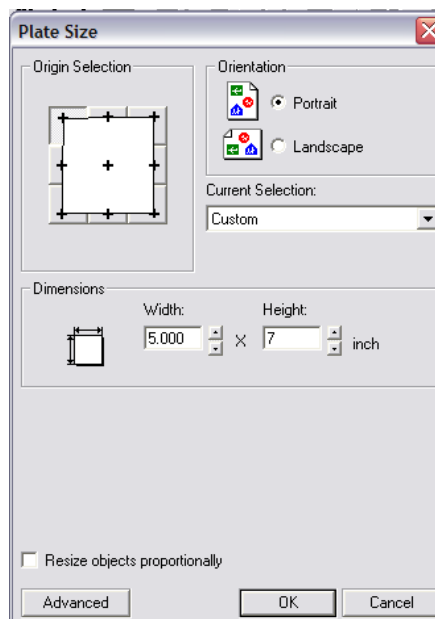 Plate Size
Origin Selection
Orientation
Portrait
Landscape
Current Selection:
Custom
Dimensions
Width:
Height:
5.000 X 7 inch
Resize objects proportionally
Advanced OK Cancel